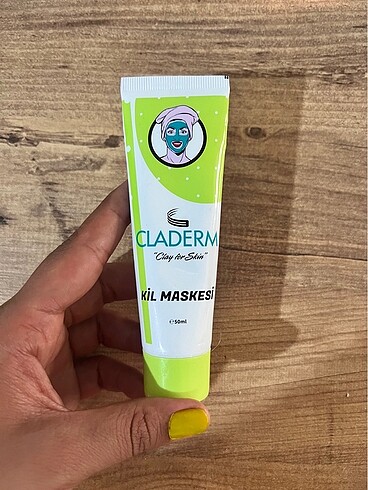 CLADERM
"Clay for Skin"
KİL MASKESİ
℮50ml